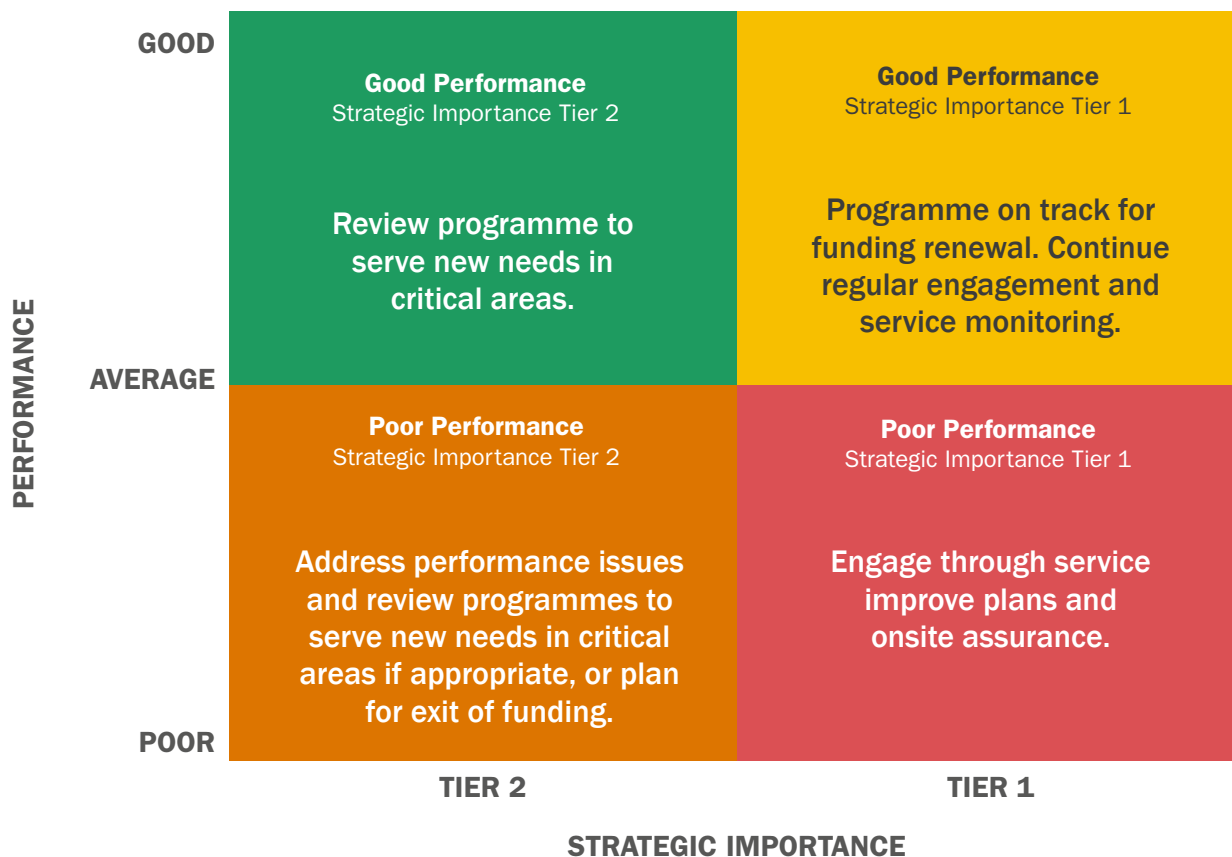 GOOD
Good Performance
Strategic Importance Tier 2
Review programme to
serve new needs in
critical areas.
Good Performance
Strategic Importance Tier 1
Programme on track for
funding renewal. Continue
regular engagement and
service monitoring.
PERFORMANCE
AVERAGE
Poor Performance
Strategic Importance Tier 2
Address performance issues
and review programmes to
serve new needs in critical
areas if appropriate, or plan
for exit of funding.
Poor Performance
Strategic Importance Tier 1
Engage through service
improve plans and
onsite assurance.
POOR
TIER 2
TIER 1
STRATEGIC IMPORTANCE